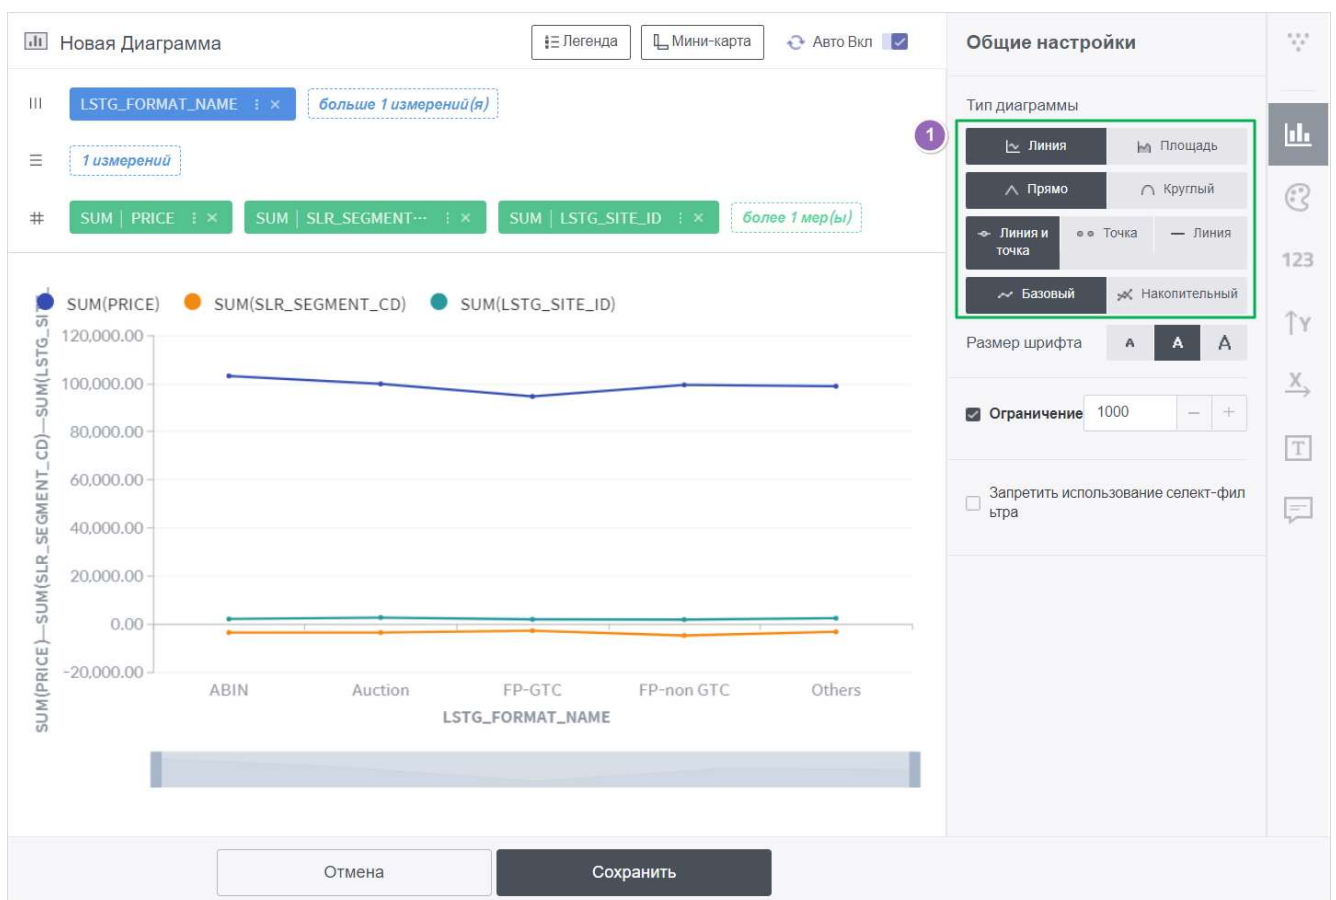 Новая Диаграмма
Легенда
Мини-карта
Авто Вкл
Общие настройки
LSTG_FORMAT_NAME
больше 1 измерений(я)
1 измерений
SUM | PRICE
SUM | SLR_SEGMENT···
SUM | LSTG_SITE_ID
более 1 мер(ы)
SUM(PRICE)
SUM(SLR_SEGMENT_CD)
SUM(LSTG_SITE_ID)
SUM(PRICE)—SUM(SLR_SEGMENT_CD)—SUM(LSTG_SIT
120,000.00
100,000.00
80,000.00
60,000.00
40,000.00
20,000.00
0.00
-20,000.00
ABIN
Auction
FP-GTC
FP-non GTC
Others
LSTG_FORMAT_NAME
Тип диаграммы
1
Линия
Площадь
Прямо
Круглый
Линия и
точка
Точка
Линия
Базовый
Накопительный
Размер шрифта
A
A
A
Ограничение
1000
Запретить использование селект-фил
ьтра
123
Y
X
T
Отмена
Сохранить